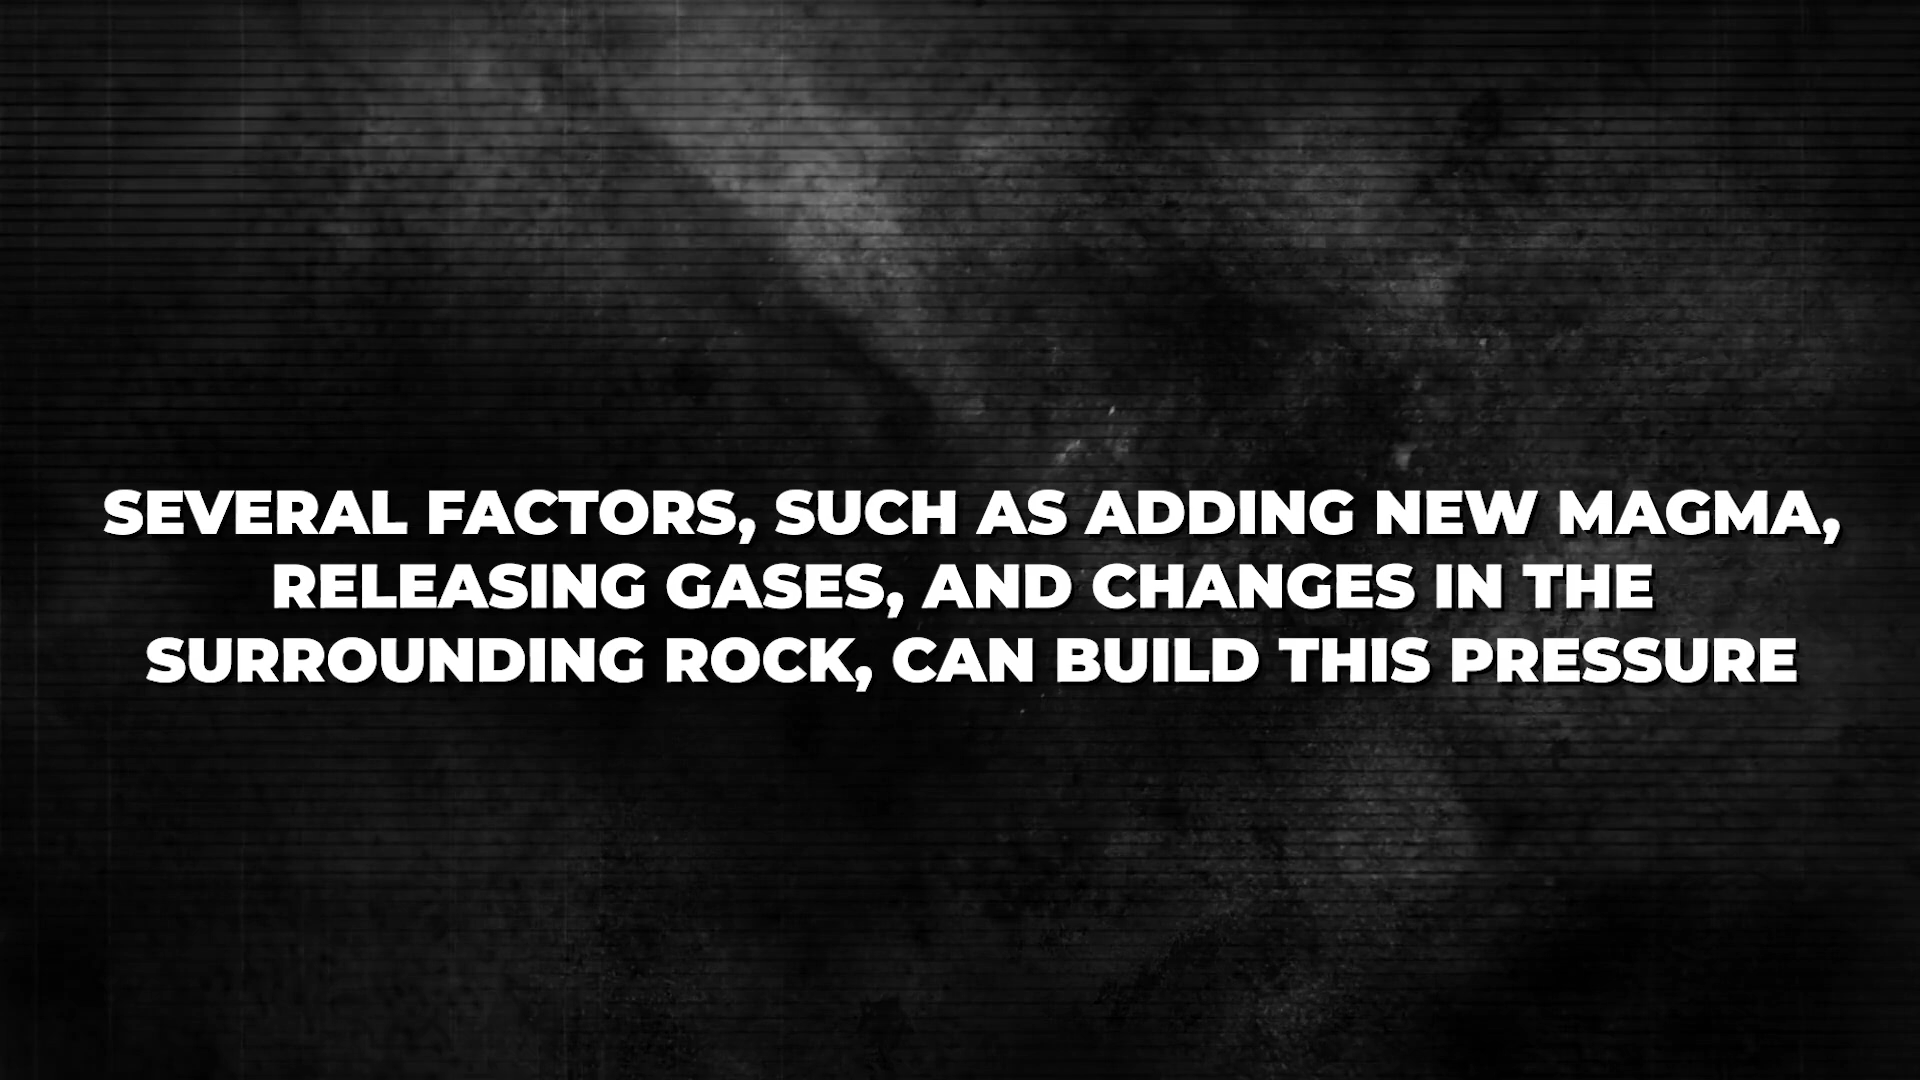 SEVERAL FACTORS, SUCH AS ADDING NEW MAGMA,
RELEASING GASES, AND CHANGES IN THE
SURROUNDING ROCK, CAN BUILD THIS PRESSURE